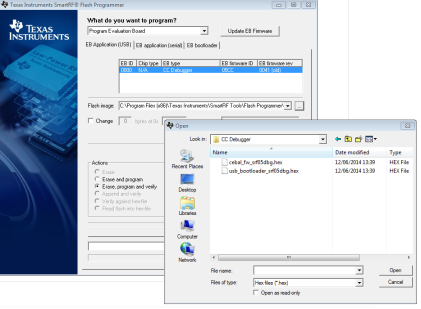 Texas Instruments SmartRF® Flash Programmer
TEXAS INSTRUMENTS
What do you want to program?
Program Evaluation Board
Update EB Firmware
EB Application (USB)
EB application (serial)
EB bootloader
EB ID Chip type EB type EB firmware ID EB firmware rev
N/A CC Debugger 05CC 0041 (old)
Flash image: C:\Program Files (x86)\Texas Instruments\SmartRF Tools\Flash Programmer\ ...
Change 0
Actions
Erase
Erase and program
Erase, program and verify
Append and verify
Verify against hex-file
Read flash into hex-file
Open
Look in: CC Debugger
Name Date modified Type
cebal_fw_srf05dbg.hex 12/06/2014 13:39 HEX File
usb_bootloader_srf05dbg.hex 12/06/2014 13:39 HEX File
Recent Places
Desktop
Libraries
Computer
Network
File name:
Open
Files of type: Hex files (*.hex)
Cancel
Open as read-only